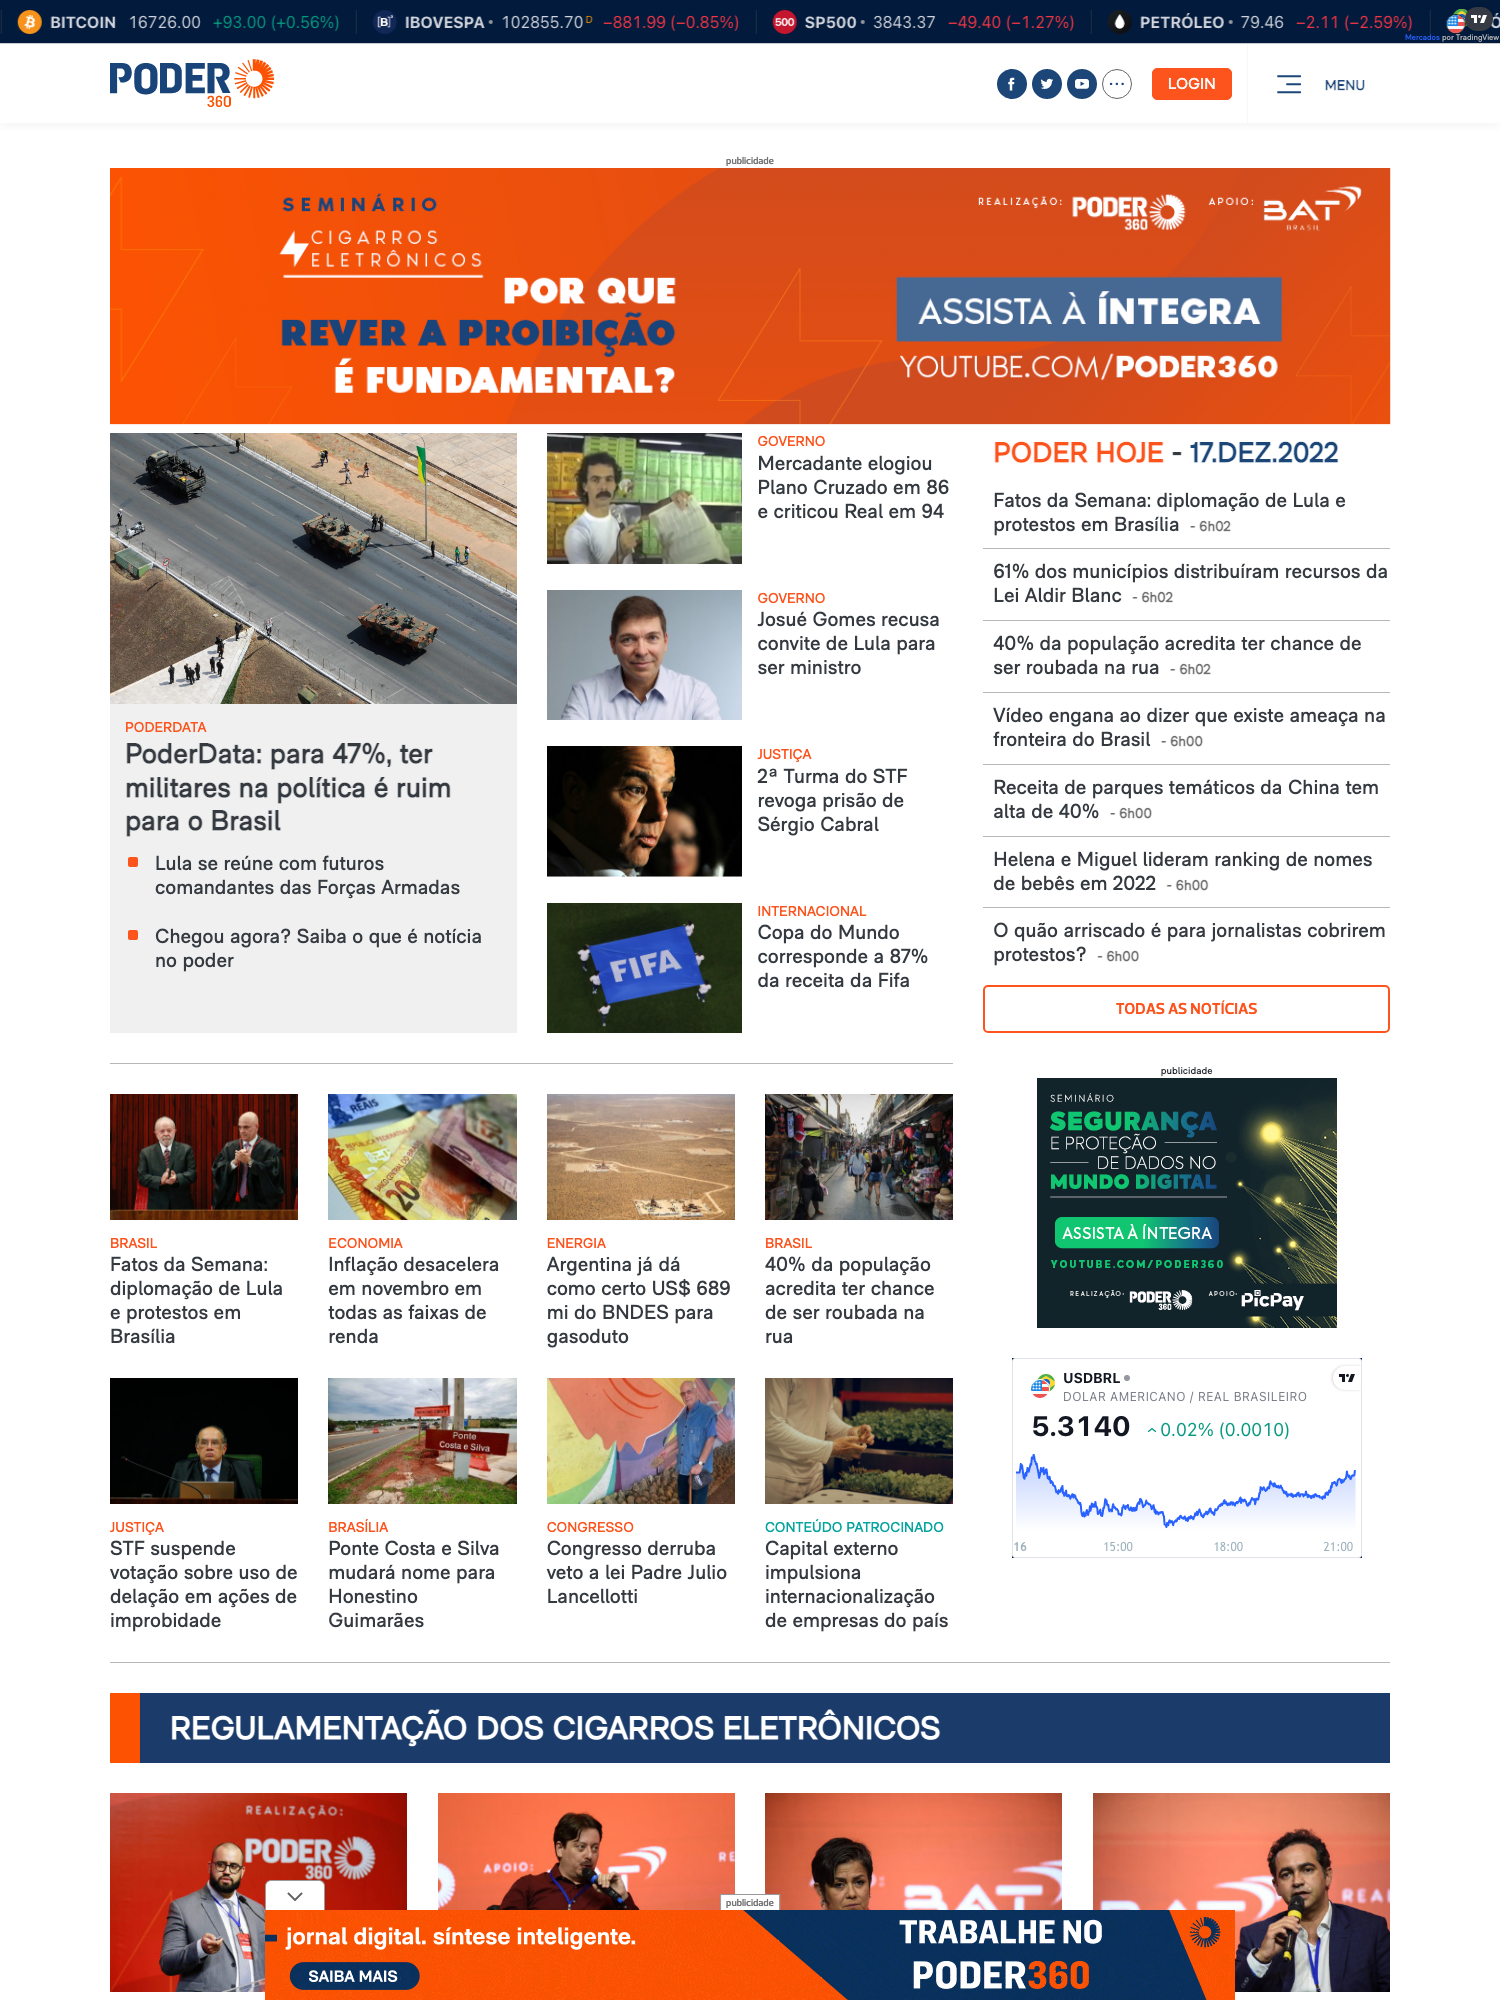 BITCOIN 16726.00 +93.00 (+0.56%) IBOVESPA 102855.70 D −881.99 (−0.85%) SP500 3843.37 −49.40 (−1.27%) PETRÓLEO 79.46 −2.11 (−2.59%)
Mercados por TradingView
PODER
360
LOGIN
MENU
publicidade
SEMINÁRIO
CIGARROS
ELETRÔNICOS
POR QUE
REVER A PROIBIÇÃO
É FUNDAMENTAL?
REALIZAÇÃO: PODER 360 APOIO: BAT BRASIL
ASSISTA À ÍNTEGRA
YOUTUBE.COM/PODER360
PODERDATA
PoderData: para 47%, ter
militares na política é ruim
para o Brasil
Lula se reúne com futuros
comandantes das Forças Armadas
Chegou agora? Saiba o que é notícia
no poder
GOVERNO
Mercadante elogiou
Plano Cruzado em 86
e criticou Real em 94
GOVERNO
Josué Gomes recusa
convite de Lula para
ser ministro
JUSTIÇA
2ª Turma do STF
revoga prisão de
Sérgio Cabral
FIFA
INTERNACIONAL
Copa do Mundo
corresponde a 87%
da receita da Fifa
PODER HOJE - 17.DEZ.2022
Fatos da Semana: diplomação de Lula e
protestos em Brasília - 6h02
61% dos municípios distribuíram recursos da
Lei Aldir Blanc - 6h02
40% da população acredita ter chance de
ser roubada na rua - 6h02
Vídeo engana ao dizer que existe ameaça na
fronteira do Brasil - 6h00
Receita de parques temáticos da China tem
alta de 40% - 6h00
Helena e Miguel lideram ranking de nomes
de bebês em 2022 - 6h00
O quão arriscado é para jornalistas cobrirem
protestos? - 6h00
TODAS AS NOTÍCIAS
BRASIL
Fatos da Semana:
diplomação de Lula
e protestos em
Brasília
REAIS
20
ECONOMIA
Inflação desacelera
em novembro em
todas as faixas de
renda
ENERGIA
Argentina já dá
como certo US$ 689
mi do BNDES para
gasoduto
BRASIL
40% da população
acredita ter chance
de ser roubada na
rua
publicidade
SEMINÁRIO
SEGURANÇA
E PROTEÇÃO
DE DADOS NO
MUNDO DIGITAL
ASSISTA À ÍNTEGRA
YOUTUBE.COM/PODER360
REALIZAÇÃO: PODER 360 APOIO: PicPay
USDBRL
DOLAR AMERICANO / REAL BRASILEIRO
5.3140 0.02% (0.0010)
16 15:00 18:00 21:00
JUSTIÇA
STF suspende
votação sobre uso de
delação em ações de
improbidade
Ponte
Costa e Silva
BRASÍLIA
Ponte Costa e Silva
mudará nome para
Honestino
Guimarães
CONGRESSO
Congresso derruba
veto a lei Padre Julio
Lancellotti
CONTEÚDO PATROCINADO
Capital externo
impulsiona
internacionalização
de empresas do país
REGULAMENTAÇÃO DOS CIGARROS ELETRÔNICOS
REALIZAÇÃO:
PODER
360
APOIO:
BAT
REA
publicidade
jornal digital. síntese inteligente.
SAIBA MAIS
TRABALHE NO
PODER360